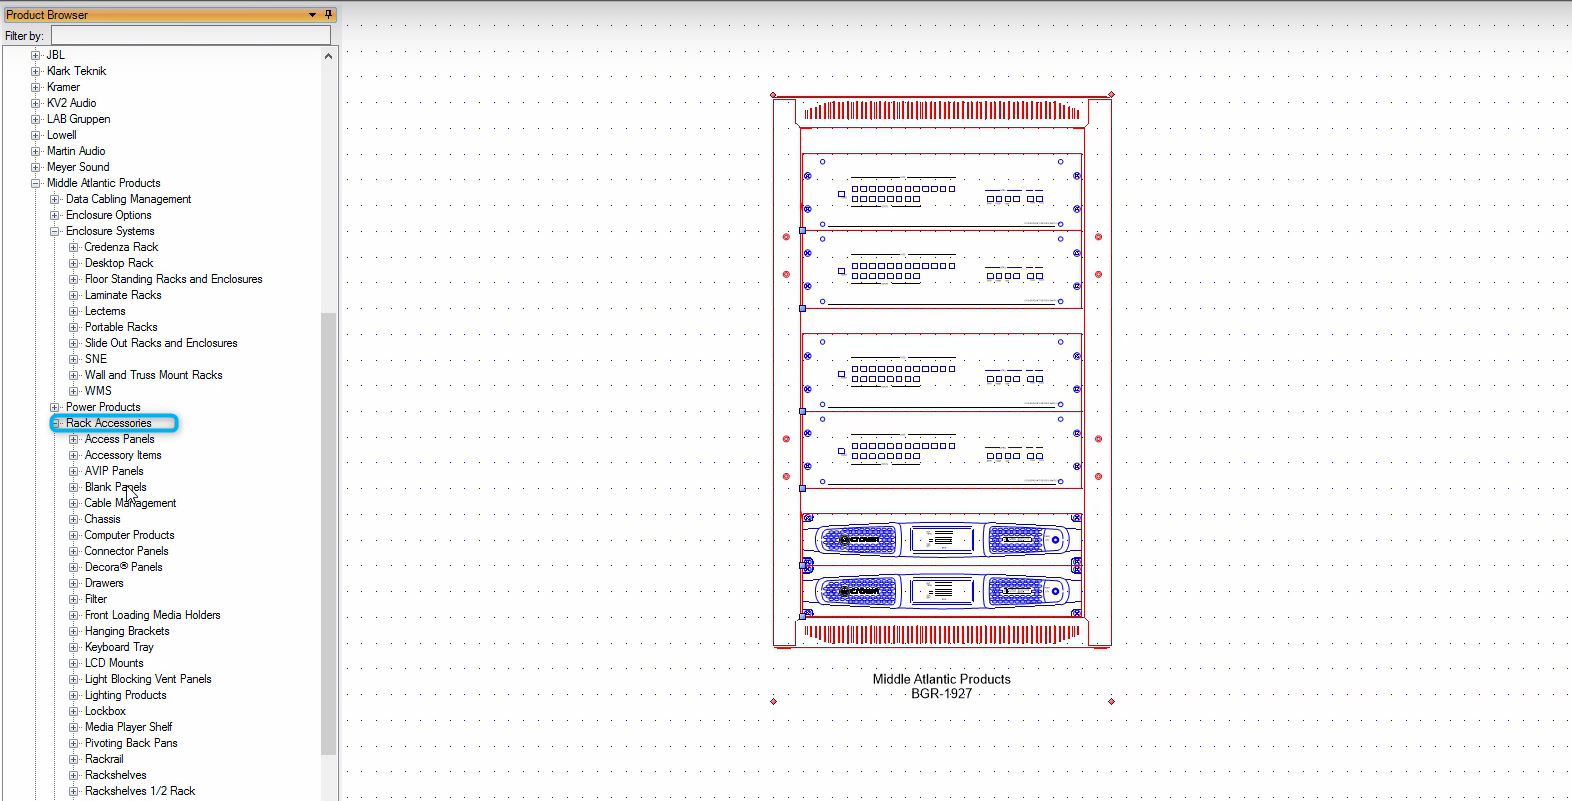 Product Browser
Filter by:
JBL
Klark Teknik
Kramer
KV2 Audio
LAB Gruppen
Lowell
Martin Audio
Meyer Sound
Middle Atlantic Products
Data Cabling Management
Enclosure Options
Enclosure Systems
Credenza Rack
Desktop Rack
Floor Standing Racks and Enclosures
Laminate Racks
Lecterns
Portable Racks
Slide Out Racks and Enclosures
SNE
Wall and Truss Mount Racks
WMS
Power Products
Rack Accessories
Access Panels
Accessory Items
AVIP Panels
Blank Panels
Cable Management
Chassis
Computer Products
Connector Panels
Decora® Panels
Drawers
Filter
Front Loading Media Holders
Hanging Brackets
Keyboard Tray
LCD Mounts
Light Blocking Vent Panels
Lighting Products
Lockbox
Media Player Shelf
Pivoting Back Pans
Rackrail
Rackshelves
Rackshelves 1/2 Rack
crown
crown
Middle Atlantic Products
BGR-1927